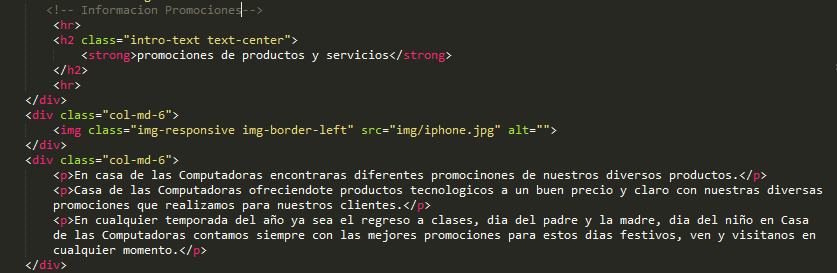 <!-- Informacion Promociones-->
<hr>
<h2 class="intro-text text-center">
<strong>promociones de productos y servicios</strong>
</h2>
<hr>
</div>
<div class="col-md-6">
<img class="img-responsive img-border-left" src="img/iphone.jpg" alt="">
</div>
<div class="col-md-6">
<p>En casa de las Computadoras encontraras diferentes promocinones de nuestros diversos productos.</p>
<p>Casa de las Computadoras ofreciendote productos tecnologicos a un buen precio y claro con nuestras diversas
promociones que realizamos para nuestros clientes.</p>
<p>En cualquier temporada del año ya sea el regreso a clases, dia del padre y la madre, dia del niño en Casa
de las Computadoras contamos siempre con las mejores promociones para estos dias festivos, ven y visitanos en
cualquier momento.</p>
</div>